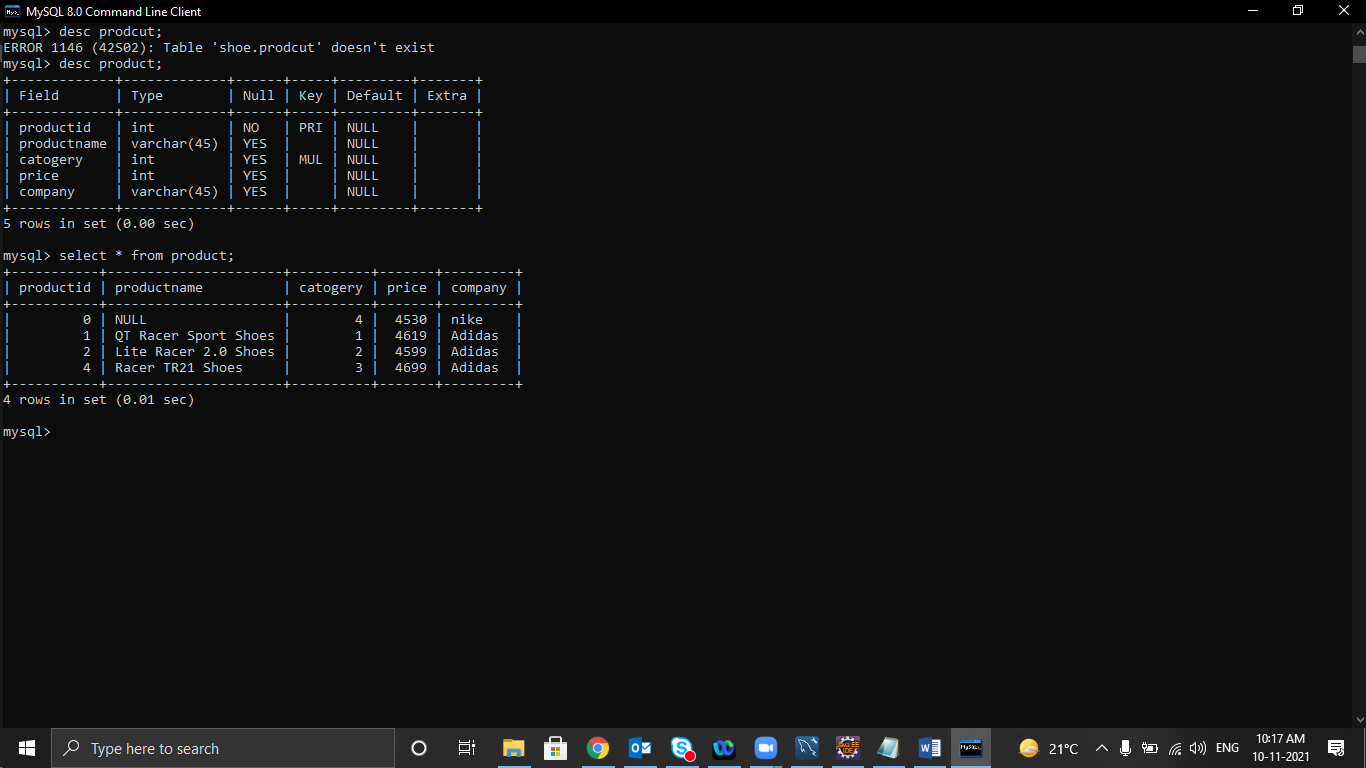 MySQL 8.0 Command Line Client
mysql> desc prodcut;
ERROR 1146 (42S02): Table 'shoe.prodcut' doesn't exist
mysql> desc product;
+-------------+-------------+------+-----+---------+-------+
| Field       | Type        | Null | Key | Default | Extra |
+-------------+-------------+------+-----+---------+-------+
| productid   | int         | NO   | PRI | NULL    |       |
| productname | varchar(45) | YES  |     | NULL    |       |
| catogery    | int         | YES  | MUL | NULL    |       |
| price       | int         | YES  |     | NULL    |       |
| company     | varchar(45) | YES  |     | NULL    |       |
+-------------+-------------+------+-----+---------+-------+
5 rows in set (0.00 sec)
mysql> select * from product;
+-----------+----------------------+----------+-------+---------+
| productid | productname          | catogery | price | company |
+-----------+----------------------+----------+-------+---------+
|         0 | NULL                 |        4 |  4530 | nike    |
|         1 | QT Racer Sport Shoes |        1 |  4619 | Adidas  |
|         2 | Lite Racer 2.0 Shoes |        2 |  4599 | Adidas  |
|         4 | Racer TR21 Shoes     |        3 |  4699 | Adidas  |
+-----------+----------------------+----------+-------+---------+
4 rows in set (0.01 sec)
mysql>
Type here to search
21°C
ENG
10:17 AM
10-11-2021